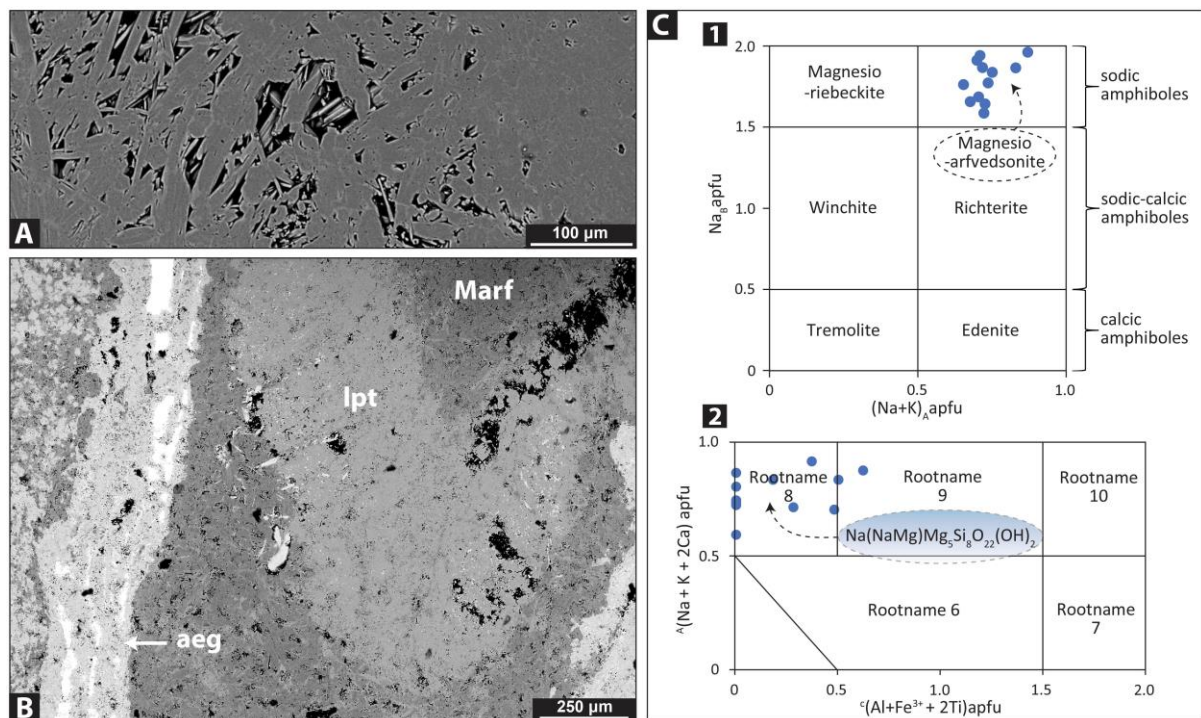 A
100 µm
Marf
lpt
aeg
B
250 µm
C
1
2.0
1.5
1.0
0.5
0
Na_B apfu
Magnesio
-riebeckite
Magnesio
-arfvedsonite
Winchite
Richterite
Tremolite
Edenite
sodic
amphiboles
sodic-calcic
amphiboles
calcic
amphiboles
0 0.5 1.0
(Na+K)_A apfu
2
1.0
0.5
0
ᴬ(Na + K + 2Ca) apfu
Rootname
8
Rootname
9
Rootname
10
Na(NaMg)Mg₅Si₈O₂₂(OH)₂
Rootname 6
Rootname
7
0 0.5 1.0 1.5 2.0
ᶜ(Al+Fe³⁺ + 2Ti)apfu